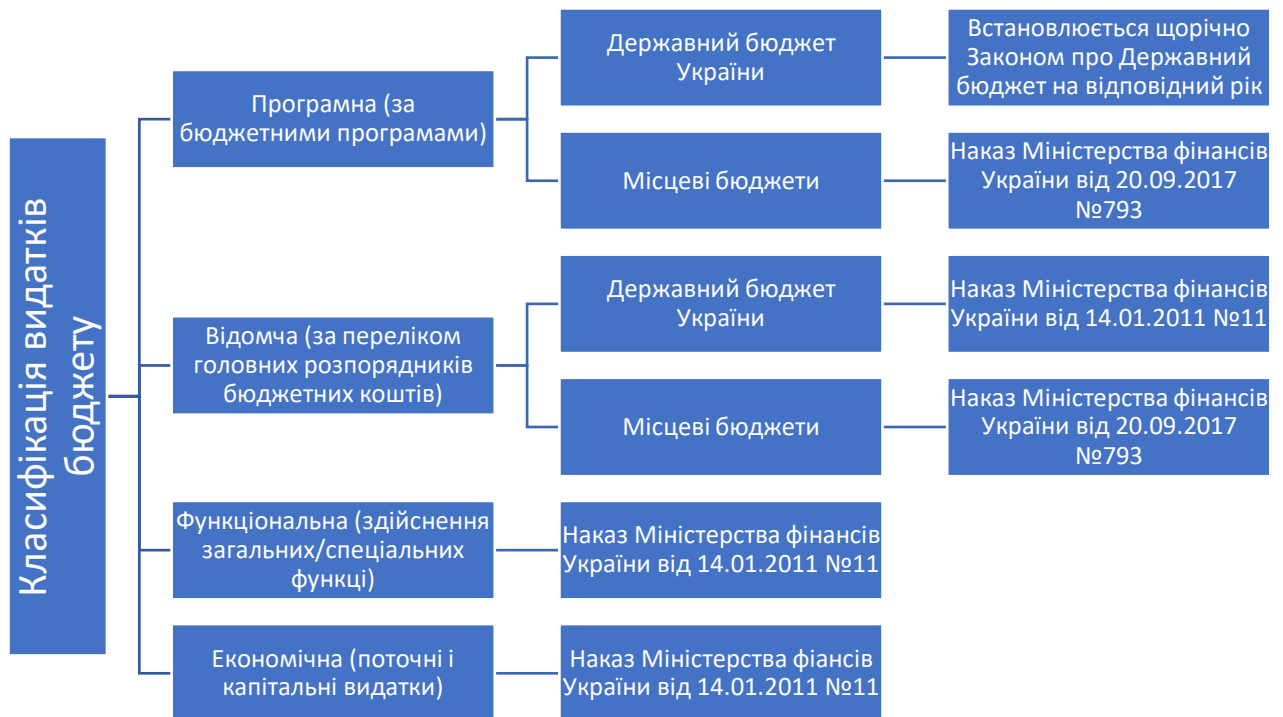 Класифікація видатків
бюджету
Програмна (за
бюджетними програмами)
Державний бюджет
України
Встановлюється щорічно
Законом про Державний
бюджет на відповідний рік
Місцеві бюджети
Наказ Міністерства фінансів
України від 20.09.2017
№793
Відомча (за переліком
головних розпорядників
бюджетних коштів)
Державний бюджет
України
Наказ Міністерства фінансів
України від 14.01.2011 №11
Місцеві бюджети
Наказ Міністерства фінансів
України від 20.09.2017
№793
Функціональна (здійснення
загальних/спеціальних
функці)
Наказ Міністерства фінансів
України від 14.01.2011 №11
Економічна (поточні і
капітальні видатки)
Наказ Міністерства фіансів
України від 14.01.2011 №11